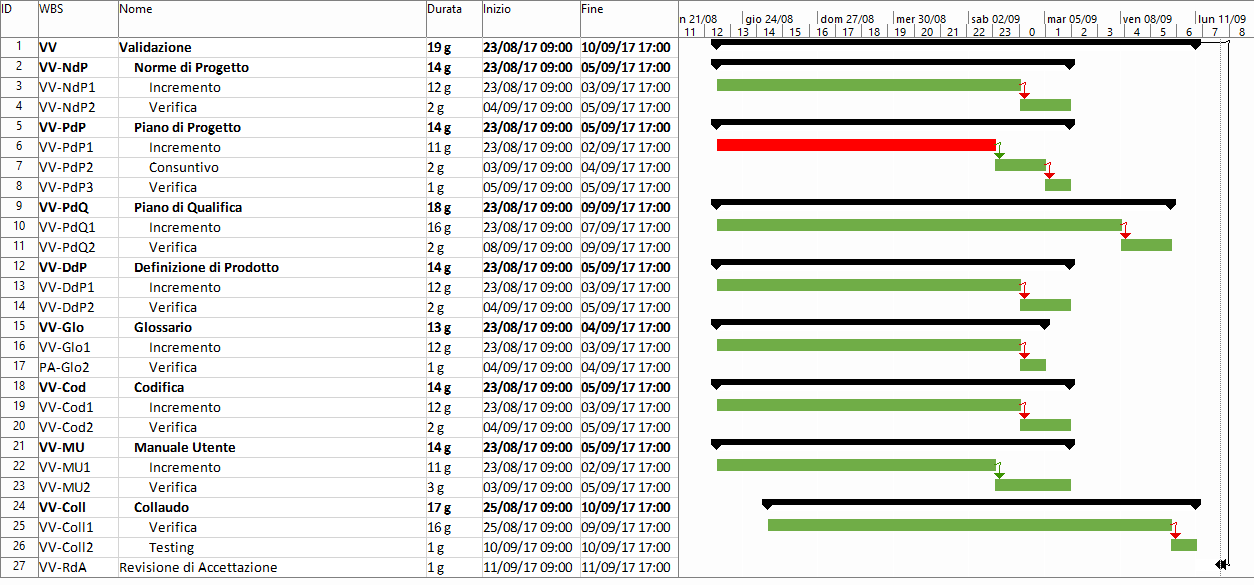 ID WBS Nome Durata Inizio Fine
n 21/08 gio 24/08 dom 27/08 mer 30/08 sab 02/09 mar 05/09 ven 08/09 lun 11/09
11 12 13 14 15 16 17 18 19 20 21 22 23 0 1 2 3 4 5 6 7 8
1 VV Validazione 19 g 23/08/17 09:00 10/09/17 17:00
2 VV-NdP Norme di Progetto 14 g 23/08/17 09:00 05/09/17 17:00
3 VV-NdP1 Incremento 12 g 23/08/17 09:00 03/09/17 17:00
4 VV-NdP2 Verifica 2 g 04/09/17 09:00 05/09/17 17:00
5 VV-PdP Piano di Progetto 14 g 23/08/17 09:00 05/09/17 17:00
6 VV-PdP1 Incremento 11 g 23/08/17 09:00 02/09/17 17:00
7 VV-PdP2 Consuntivo 2 g 03/09/17 09:00 04/09/17 17:00
8 VV-PdP3 Verifica 1 g 05/09/17 09:00 05/09/17 17:00
9 VV-PdQ Piano di Qualifica 18 g 23/08/17 09:00 09/09/17 17:00
10 VV-PdQ1 Incremento 16 g 23/08/17 09:00 07/09/17 17:00
11 VV-PdQ2 Verifica 2 g 08/09/17 09:00 09/09/17 17:00
12 VV-DdP Definizione di Prodotto 14 g 23/08/17 09:00 05/09/17 17:00
13 VV-DdP1 Incremento 12 g 23/08/17 09:00 03/09/17 17:00
14 VV-DdP2 Verifica 2 g 04/09/17 09:00 05/09/17 17:00
15 VV-Glo Glossario 13 g 23/08/17 09:00 04/09/17 17:00
16 VV-Glo1 Incremento 12 g 23/08/17 09:00 03/09/17 17:00
17 PA-Glo2 Verifica 1 g 04/09/17 09:00 04/09/17 17:00
18 VV-Cod Codifica 14 g 23/08/17 09:00 05/09/17 17:00
19 VV-Cod1 Incremento 12 g 23/08/17 09:00 03/09/17 17:00
20 VV-Cod2 Verifica 2 g 04/09/17 09:00 05/09/17 17:00
21 VV-MU Manuale Utente 14 g 23/08/17 09:00 05/09/17 17:00
22 VV-MU1 Incremento 11 g 23/08/17 09:00 02/09/17 17:00
23 VV-MU2 Verifica 3 g 03/09/17 09:00 05/09/17 17:00
24 VV-Coll Collaudo 17 g 25/08/17 09:00 10/09/17 17:00
25 VV-Coll1 Verifica 16 g 25/08/17 09:00 09/09/17 17:00
26 VV-Coll2 Testing 1 g 10/09/17 09:00 10/09/17 17:00
27 VV-RdA Revisione di Accettazione 1 g 11/09/17 09:00 11/09/17 17:00